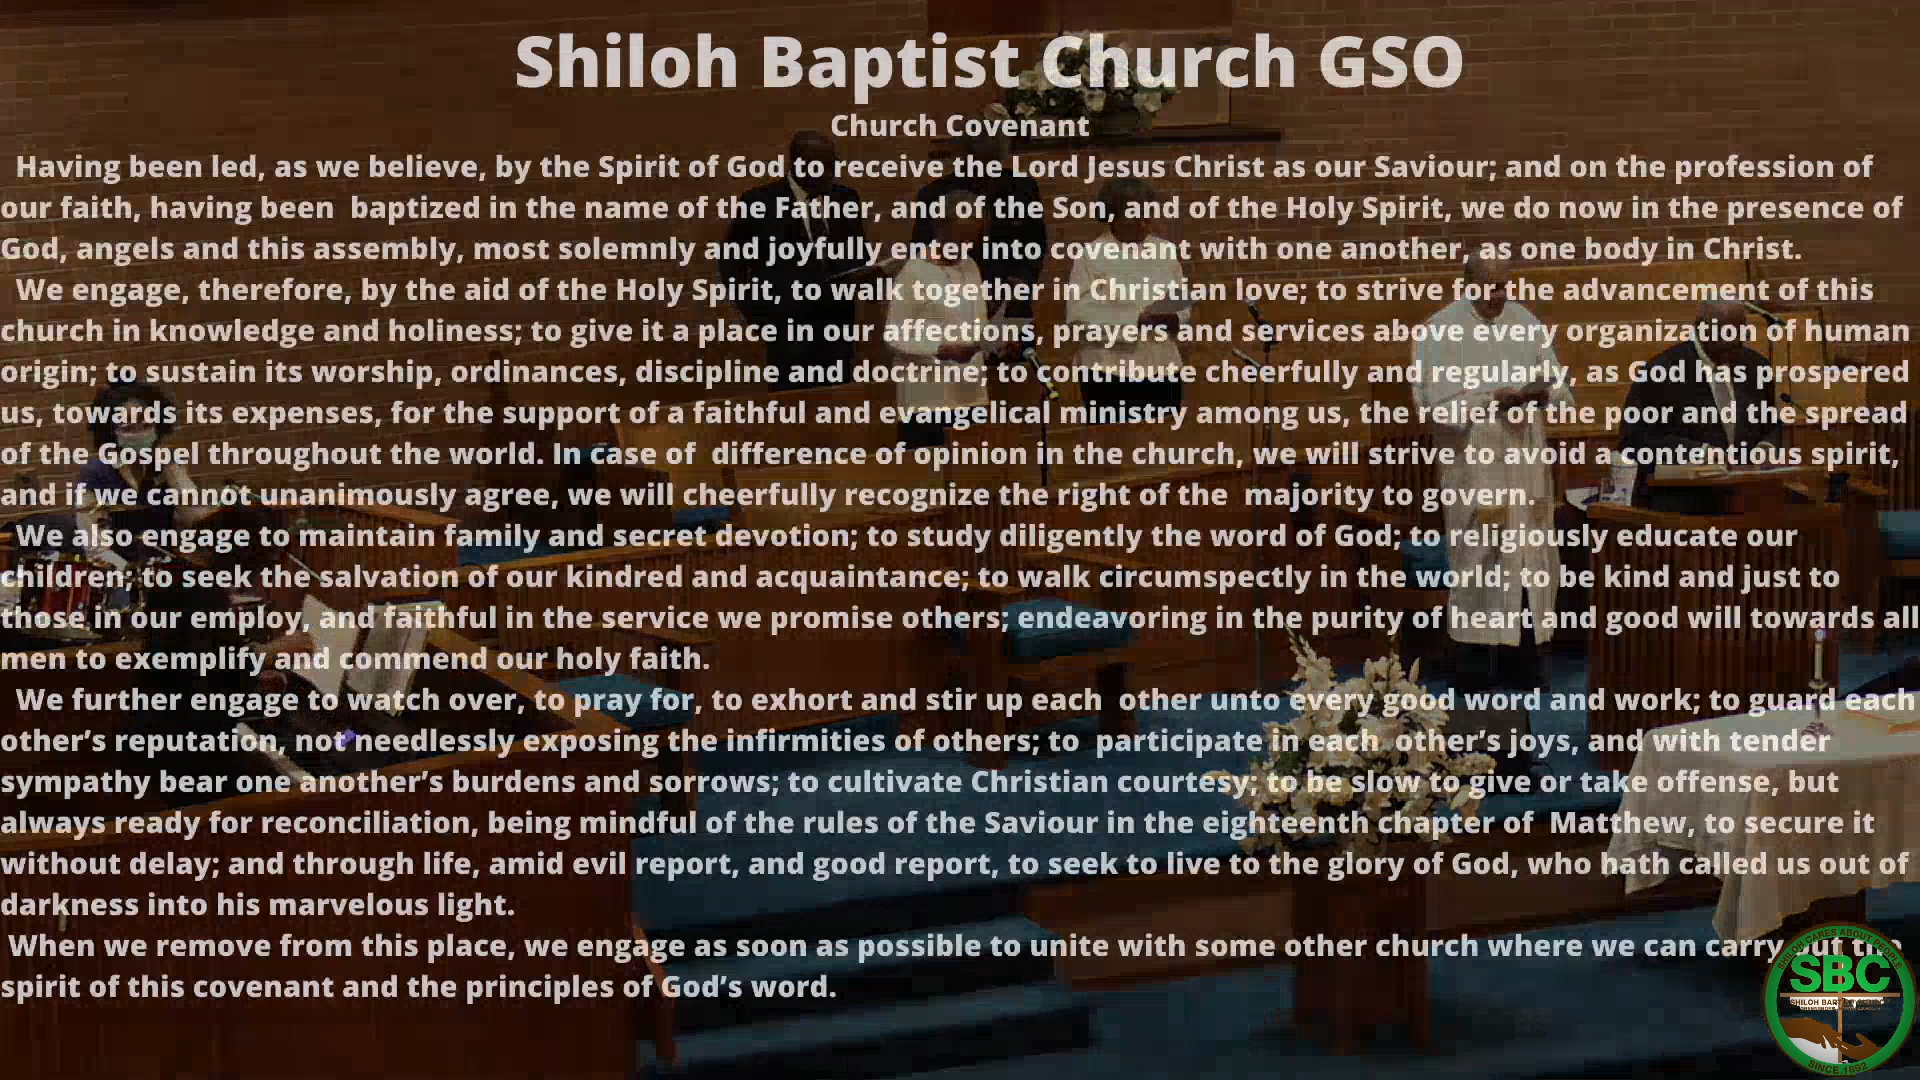 Shiloh Baptist Church GSO
Church Covenant
Having been led, as we believe, by the Spirit of God to receive the Lord Jesus Christ as our Saviour; and on the profession of
our faith, having been  baptized in the name of the Father, and of the Son, and of the Holy Spirit, we do now in the presence of
God, angels and this assembly, most solemnly and joyfully enter into covenant with one another, as one body in Christ.
We engage, therefore, by the aid of the Holy Spirit, to walk together in Christian love; to strive for the advancement of this
church in knowledge and holiness; to give it a place in our affections, prayers and services above every organization of human
origin; to sustain its worship, ordinances, discipline and doctrine; to contribute cheerfully and regularly, as God has prospered
us, towards its expenses, for the support of a faithful and evangelical ministry among us, the relief of the poor and the spread
of the Gospel throughout the world. In case of  difference of opinion in the church, we will strive to avoid a contentious spirit,
and if we cannot unanimously agree, we will cheerfully recognize the right of the  majority to govern.
We also engage to maintain family and secret devotion; to study diligently the word of God; to religiously educate our
children; to seek the salvation of our kindred and acquaintance; to walk circumspectly in the world; to be kind and just to
those in our employ, and faithful in the service we promise others; endeavoring in the purity of heart and good will towards all
men to exemplify and commend our holy faith.
We further engage to watch over, to pray for, to exhort and stir up each  other unto every good word and work; to guard each
other’s reputation, not needlessly exposing the infirmities of others; to  participate in each  other’s joys, and with tender
sympathy bear one another’s burdens and sorrows; to cultivate Christian courtesy; to be slow to give or take offense, but
always ready for reconciliation, being mindful of the rules of the Saviour in the eighteenth chapter of  Matthew, to secure it
without delay; and through life, amid evil report, and good report, to seek to live to the glory of God, who hath called us out of
darkness into his marvelous light.
When we remove from this place, we engage as soon as possible to unite with some other church where we can carry out the
spirit of this covenant and the principles of God’s word.
SHILOH CARES ABOUT PEOPLE
SBC
SHILOH BAPTIST
SINCE 1892